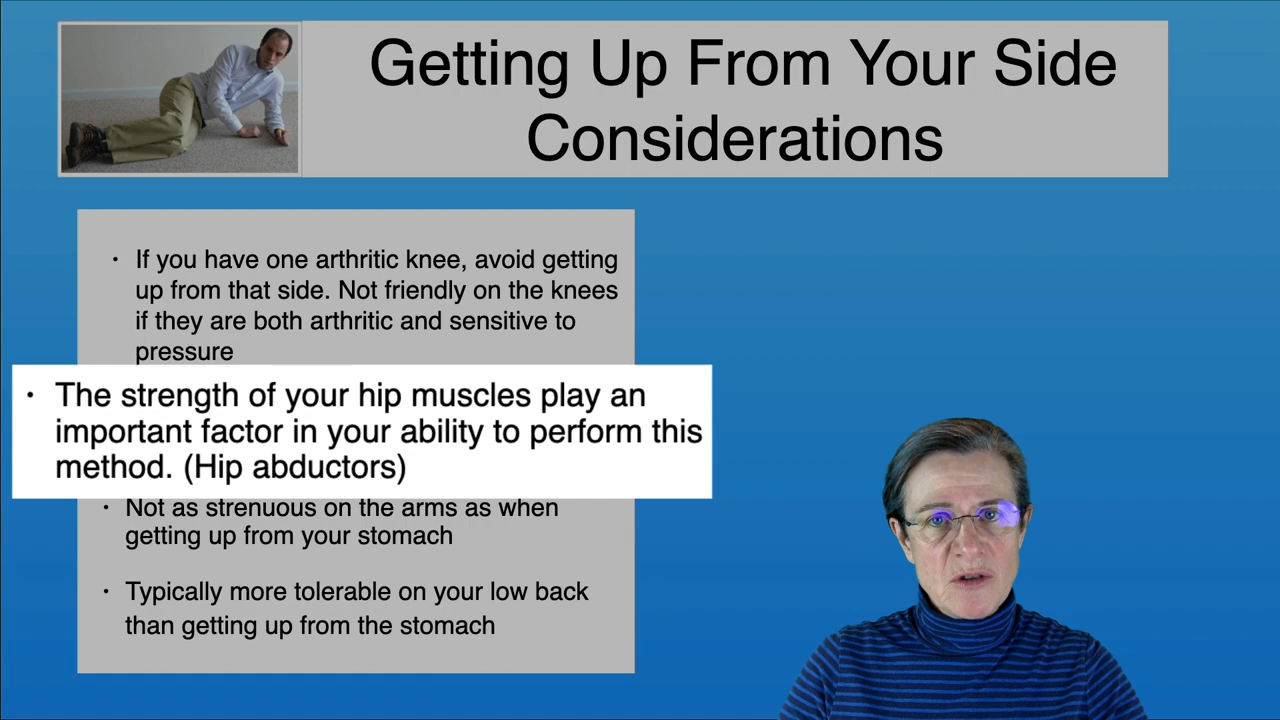 Getting Up From Your Side
Considerations
• If you have one arthritic knee, avoid getting
up from that side. Not friendly on the knees
if they are both arthritic and sensitive to
pressure
• The strength of your hip muscles play an
important factor in your ability to perform this
method. (Hip abductors)
• Not as strenuous on the arms as when
getting up from your stomach
• Typically more tolerable on your low back
than getting up from the stomach